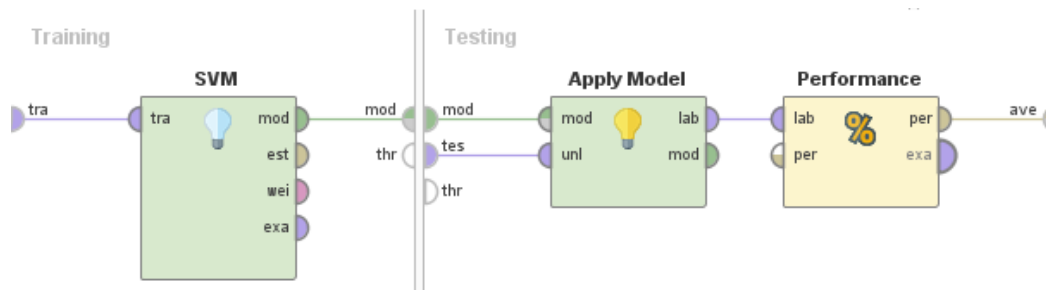 Training
Testing
SVM
Apply Model
Performance
tra
tra
mod
est
wei
exa
mod
thr
mod
tes
thr
mod
unl
lab
mod
lab
per
per
exa
ave